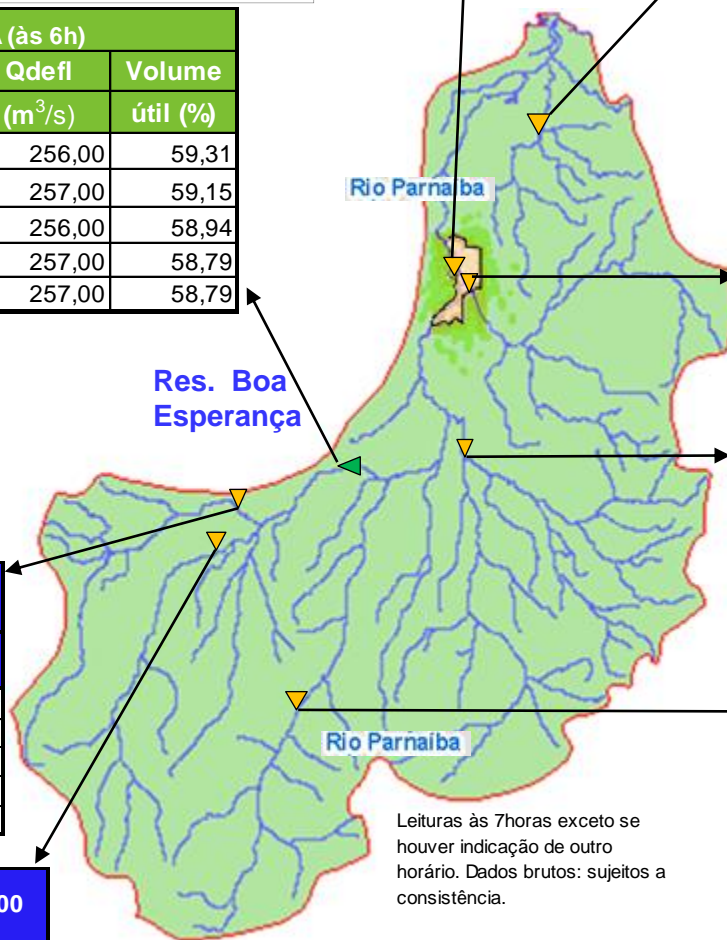 (às 6h)
Qdefl Volume
(m³/s) útil (%)
256,00 59,31
257,00 59,15
256,00 58,94
257,00 58,79
257,00 58,79
Rio Parnaíba
Res. Boa
Esperança
Rio Parnaíba
Leituras às 7horas exceto se
houver indicação de outro
horário. Dados brutos: sujeitos a
consistência.
00